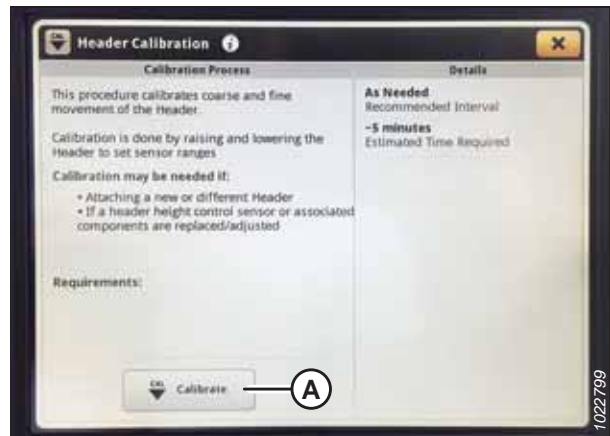 CAL
Header Calibration i
Calibration Process
Details
This procedure calibrates coarse and fine
movement of the Header.
Calibration is done by raising and lowering the
Header to set sensor ranges
Calibration may be needed if:
• Attaching a new or different Header
• If a header height control sensor or associated
components are replaced/adjusted
Requirements:
As Needed
Recommended Interval
~5 minutes
Estimated Time Required
CAL
Calibrate
A
1022799